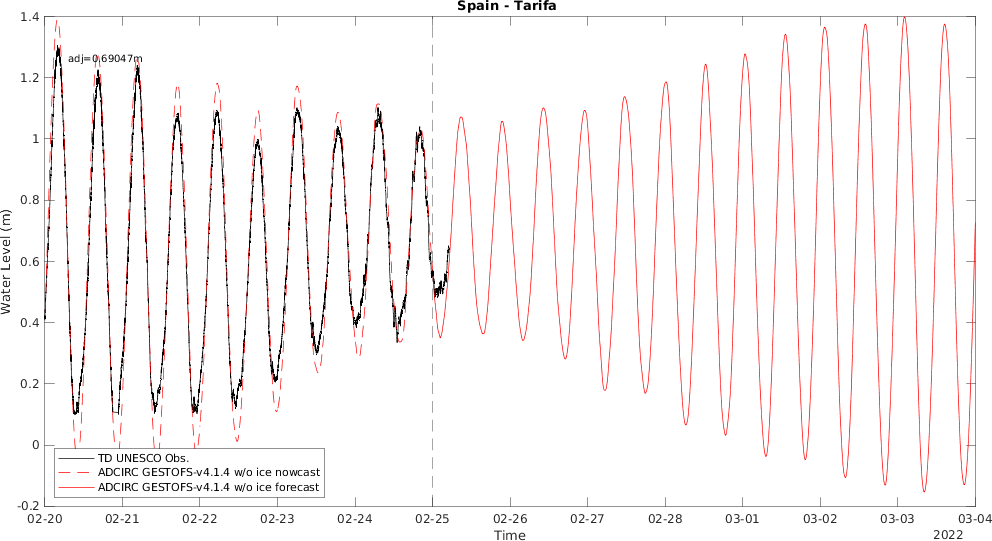 Spain - Tarifa
adj=0.69047m
Water Level (m)
1.4
1.2
1
0.8
0.6
0.4
0.2
0
-0.2
TD UNESCO Obs.
ADCIRC GESTOFS-v4.1.4 w/o ice nowcast
ADCIRC GESTOFS-v4.1.4 w/o ice forecast
02-20 02-21 02-22 02-23 02-24 02-25 02-26 02-27 02-28 03-01 03-02 03-03 03-04
Time
2022